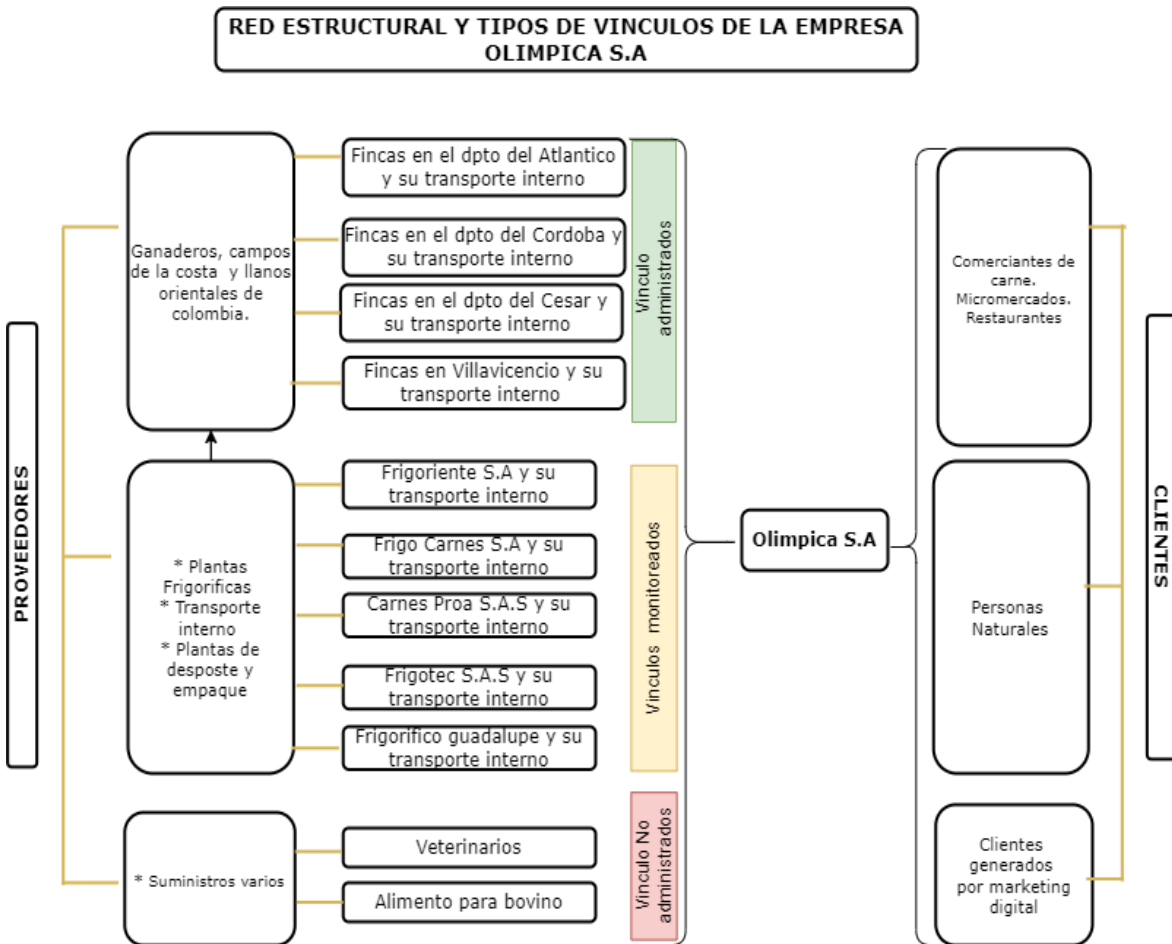 RED ESTRUCTURAL Y TIPOS DE VINCULOS DE LA EMPRESA
OLIMPICA S.A
PROVEEDORES
Ganaderos, campos
de la costa y llanos
orientales de
colombia.
Fincas en el dpto del Atlantico
y su transporte interno
Fincas en el dpto del Cordoba y
su transporte interno
Fincas en el dpto del Cesar y
su transporte interno
Fincas en Villavicencio y su
transporte interno
Vinculo
administrados
* Plantas
Frigorificas
* Transporte
interno
* Plantas de
desposte y
empaque
Frigoriente S.A y su
transporte interno
Frigo Carnes S.A y su
transporte interno
Carnes Proa S.A.S y su
transporte interno
Frigotec S.A.S y su
transporte interno
Frigorifico guadalupe y su
transporte interno
Vinculos monitoreados
* Suministros varios
Veterinarios
Alimento para bovino
Vinculo No
administrados
Olimpica S.A
Comerciantes de
carne.
Micromercados.
Restaurantes
Personas
Naturales
Clientes
generados
por marketing
digital
CLIENTES